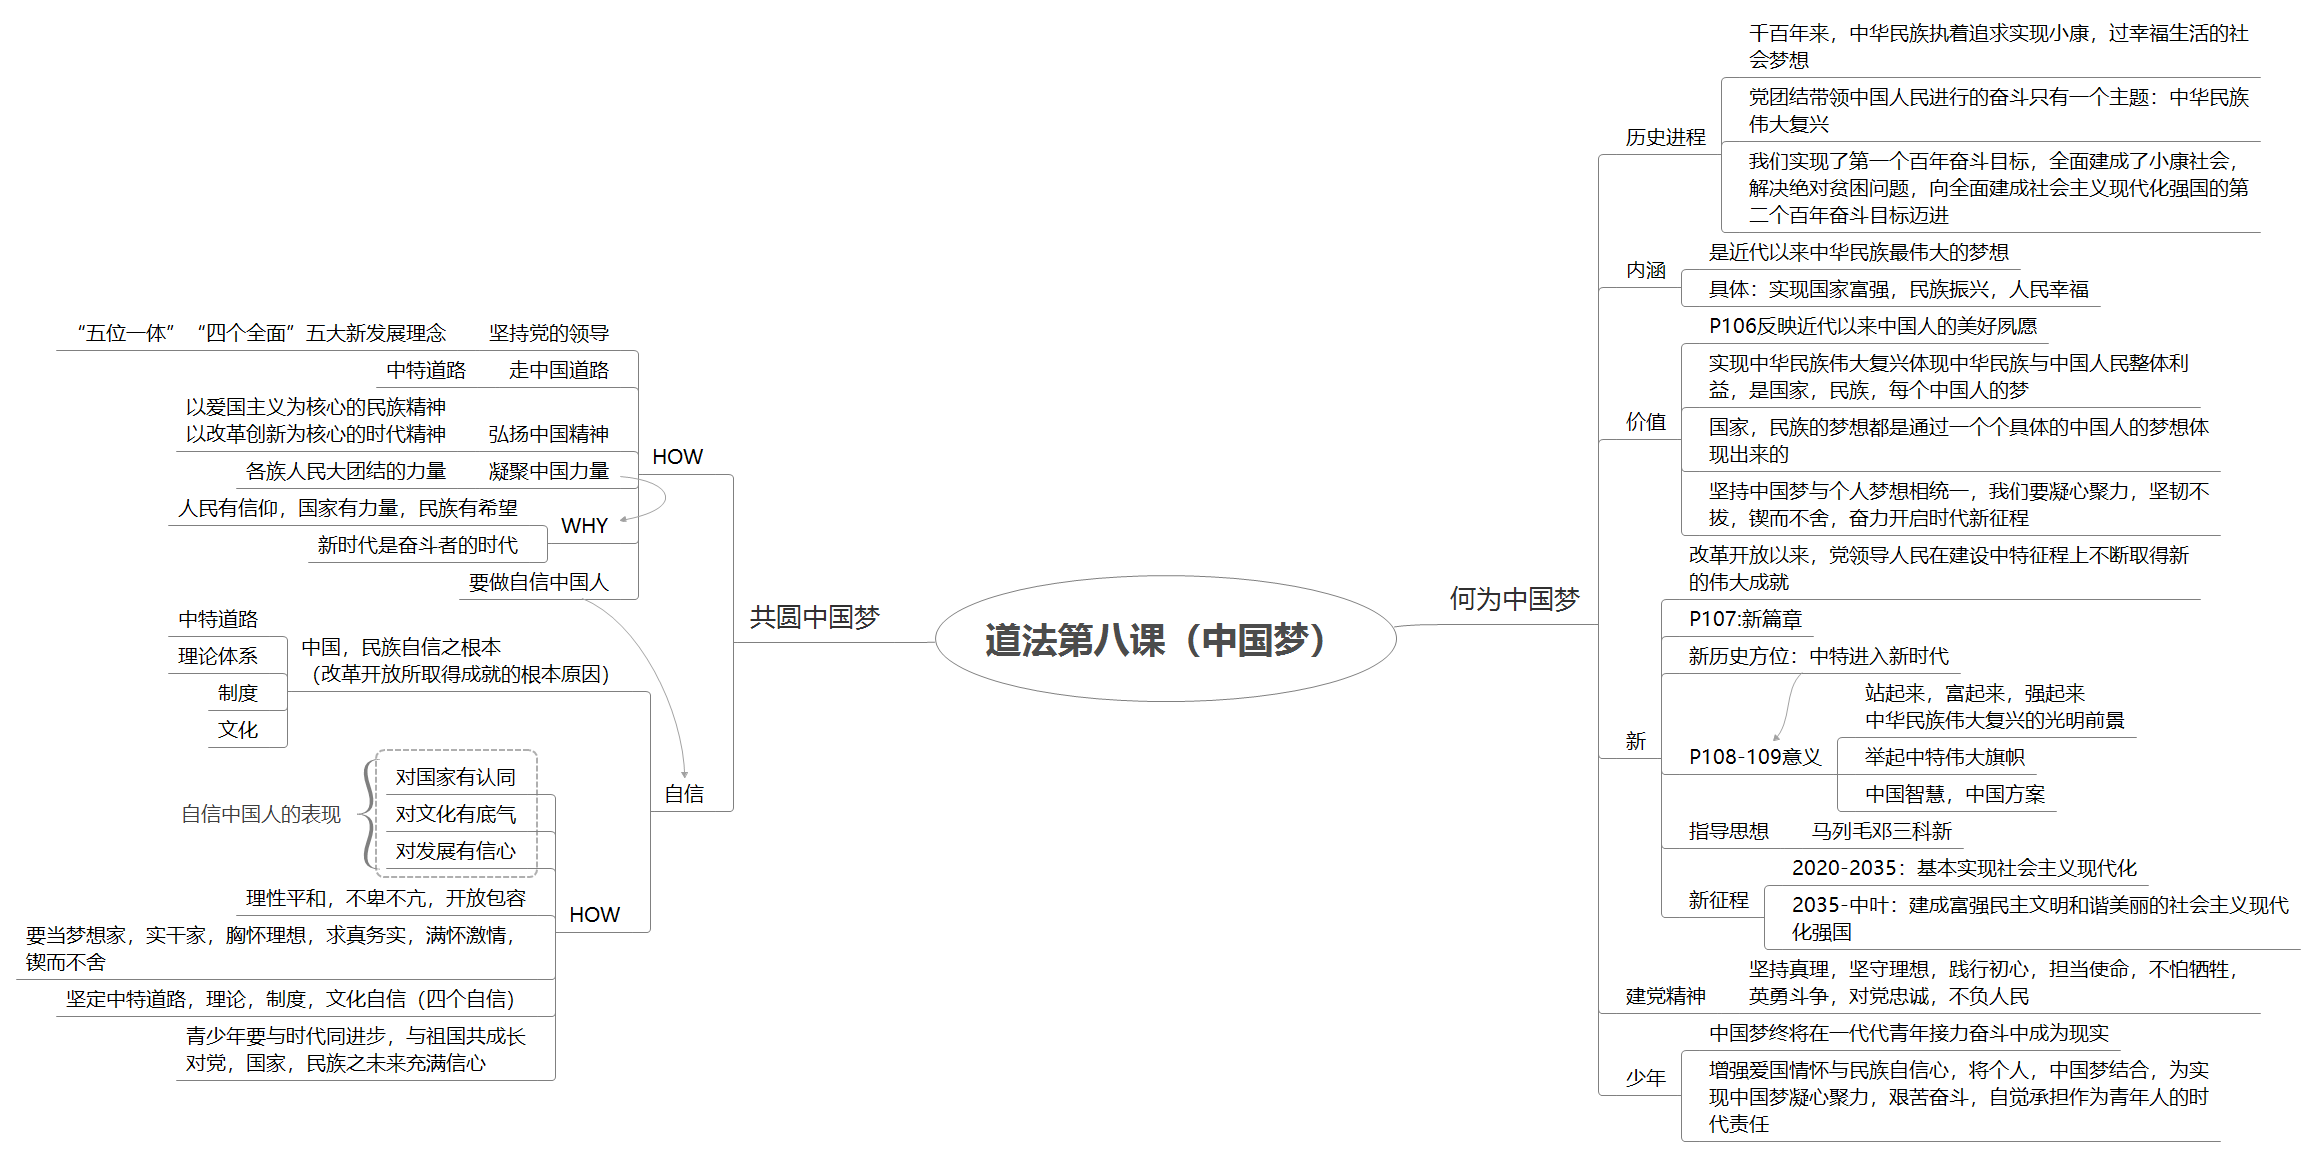 道法第八课（中国梦）
何为中国梦
历史进程
千百年来，中华民族执着追求实现小康，过幸福生活的社
会梦想
党团结带领中国人民进行的奋斗只有一个主题：中华民族
伟大复兴
我们实现了第一个百年奋斗目标，全面建成了小康社会，
解决绝对贫困问题，向全面建成社会主义现代化强国的第
二个百年奋斗目标迈进
内涵
是近代以来中华民族最伟大的梦想
具体：实现国家富强，民族振兴，人民幸福
价值
P106反映近代以来中国人的美好夙愿
实现中华民族伟大复兴体现中华民族与中国人民整体利
益，是国家，民族，每个中国人的梦
国家，民族的梦想都是通过一个个具体的中国人的梦想体
现出来的
坚持中国梦与个人梦想相统一，我们要凝心聚力，坚韧不
拔，锲而不舍，奋力开启时代新征程
新
改革开放以来，党领导人民在建设中特征程上不断取得新
的伟大成就
P107:新篇章
新历史方位：中特进入新时代
P108-109意义
站起来，富起来，强起来
中华民族伟大复兴的光明前景
举起中特伟大旗帜
中国智慧，中国方案
指导思想
马列毛邓三科新
新征程
2020-2035：基本实现社会主义现代化
2035-中叶：建成富强民主文明和谐美丽的社会主义现代
化强国
建党精神
坚持真理，坚守理想，践行初心，担当使命，不怕牺牲，
英勇斗争，对党忠诚，不负人民
少年
中国梦终将在一代代青年接力奋斗中成为现实
增强爱国情怀与民族自信心，将个人，中国梦结合，为实
现中国梦凝心聚力，艰苦奋斗，自觉承担作为青年人的时
代责任
共圆中国梦
HOW
坚持党的领导
“五位一体”“四个全面”五大新发展理念
走中国道路
中特道路
弘扬中国精神
以爱国主义为核心的民族精神
以改革创新为核心的时代精神
凝聚中国力量
各族人民大团结的力量
WHY
人民有信仰，国家有力量，民族有希望
新时代是奋斗者的时代
要做自信中国人
自信
中国，民族自信之根本
（改革开放所取得成就的根本原因）
中特道路
理论体系
制度
文化
HOW
对国家有认同
对文化有底气
对发展有信心
自信中国人的表现
理性平和，不卑不亢，开放包容
要当梦想家，实干家，胸怀理想，求真务实，满怀激情，
锲而不舍
坚定中特道路，理论，制度，文化自信（四个自信）
青少年要与时代同进步，与祖国共成长
对党，国家，民族之未来充满信心